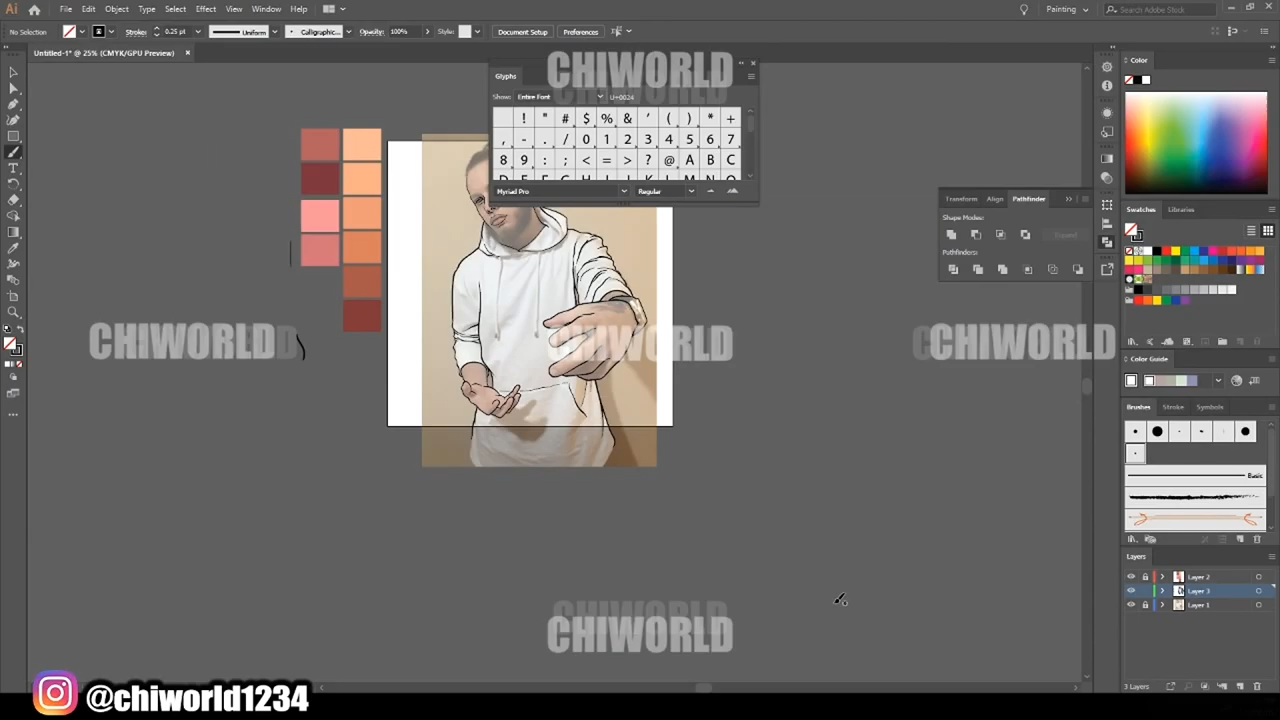 Ai File Edit Object Type Select Effect View Window Help Painting Search Adobe Stock
No Selection Stroke: 0.25 pt Uniform Calligraphic... Opacity: 100% Style: Document Setup Preferences
Untitled-1* @ 25% (CMYK/GPU Preview)
CHIWORLD
Glyphs
Show: Entire Font U+0024
! " # $ % & ' ( ) * +
, - . / 0 1 2 3 4 5 6 7
8 9 : ; < = > ? @ A B C
D E F G H I J K L M N O
Myriad Pro Regular
Color
Transform Align Pathfinder
Shape Modes:
Expand
Pathfinders:
Swatches Libraries
CHIWORLD CHIWORLD CHIWORLD
Color Guide
Brushes Stroke Symbols
Basic
Layers
Layer 2
Layer 3
Layer 1
CHIWORLD
3 Layers
@chiworld1234